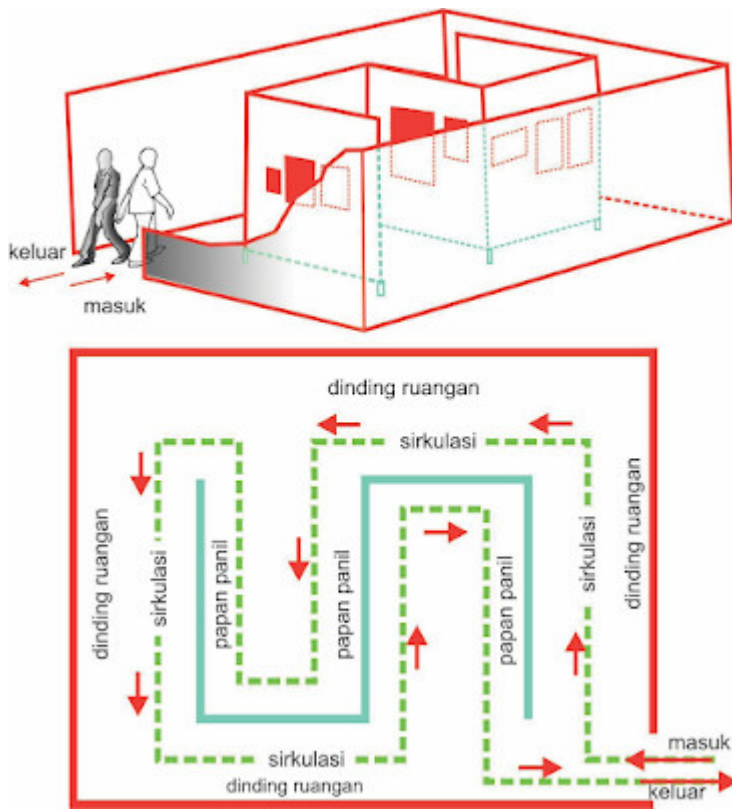 keluar
masuk
dinding ruangan
sirkulasi
dinding ruangan
sirkulasi
papan panil
papan panil
papan panil
sirkulasi
dinding ruangan
masuk
sirkulasi
dinding ruangan
keluar